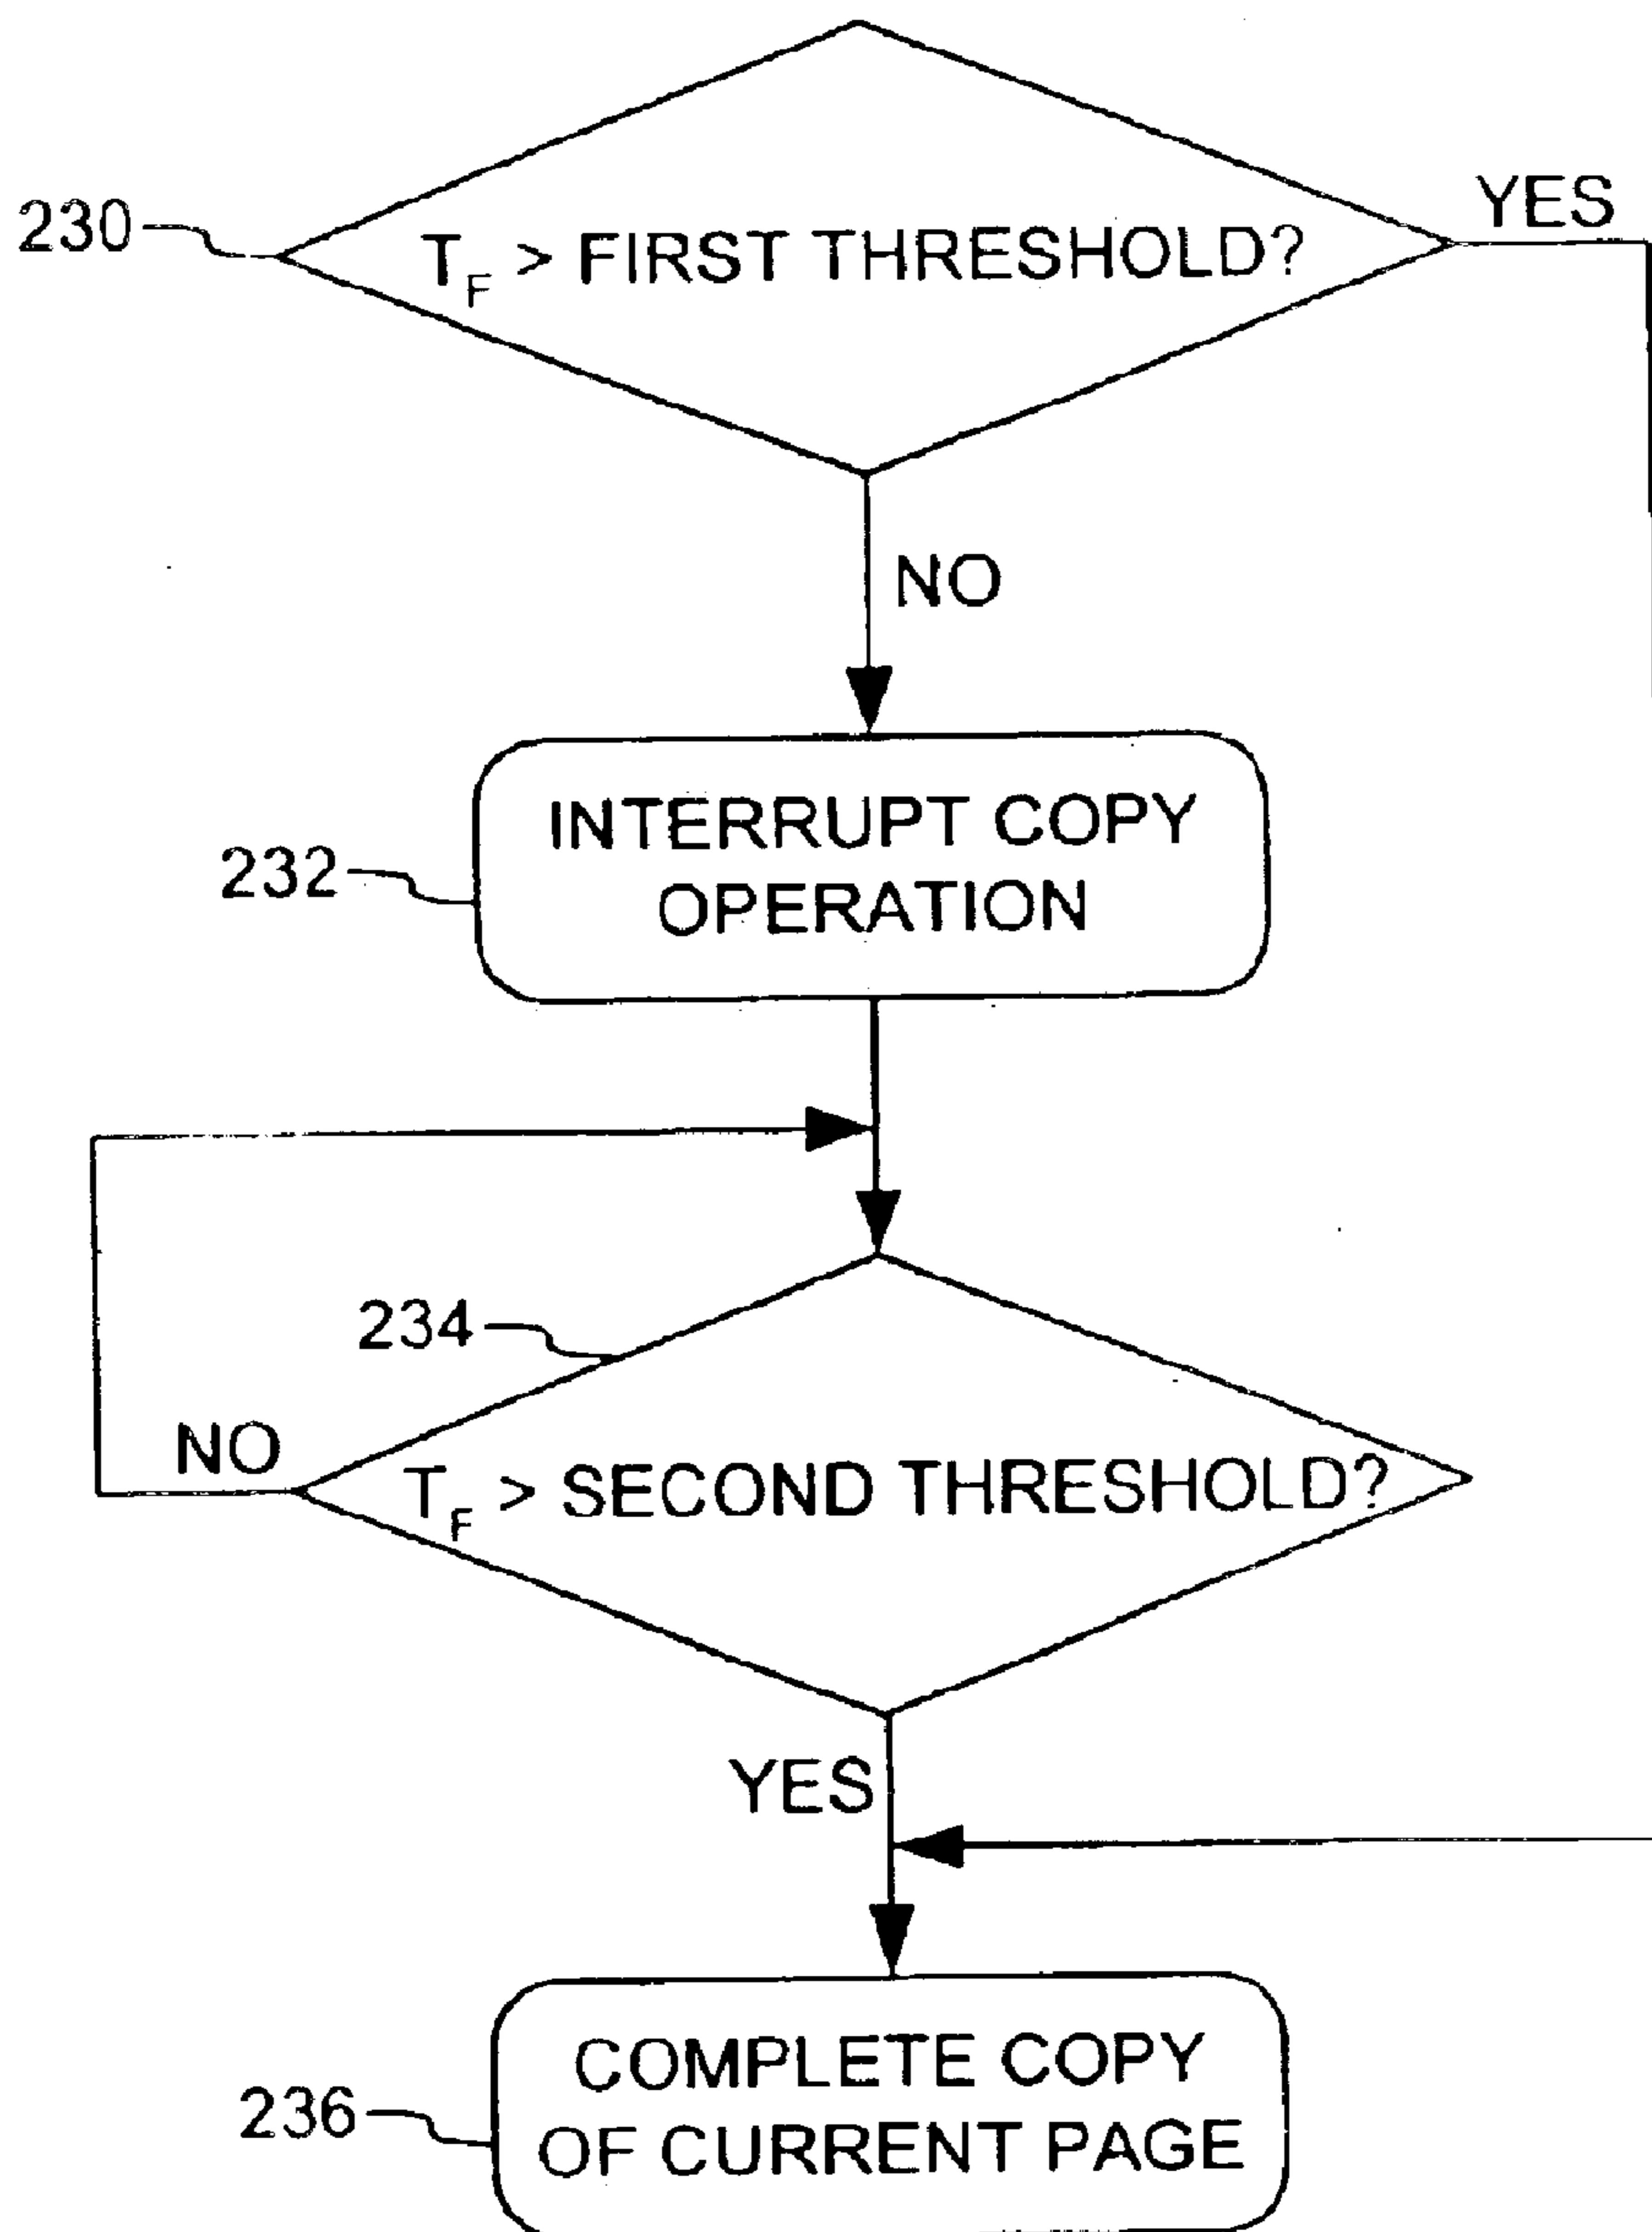 YES
230
T_F > FIRST THRESHOLD?
NO
INTERRUPT COPY
232
OPERATION
234
NO
T_F > SECOND THRESHOLD?
YES
COMPLETE COPY
236
OF CURRENT PAGE